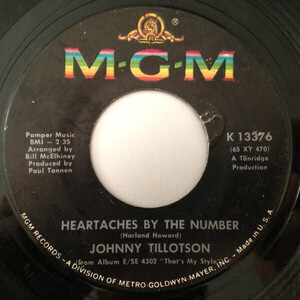 M-G-M
Pamper Music
BMI - 2:35
Arranged by
Bill McElhiney
Produced by
Paul Tannen
K 13376
(65 XY 470)
A Tanridge
Production
HEARTACHES BY THE NUMBER
(Harland Howard)
JOHNNY TILLOTSON
(from Album E/SE 4302 "That's My Style")
MGM RECORDS - A DIVISION OF METRO-GOLDWYN-MAYER, INC. - Made in U.S.A.